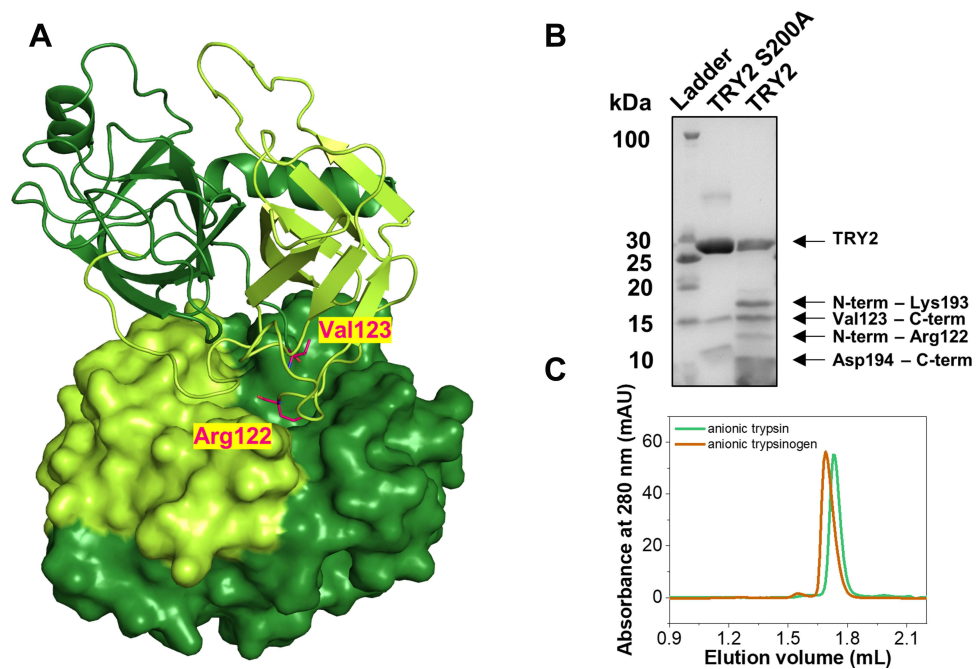 A
Val123
Arg122
B
Ladder
TRY2 S200A
TRY2
kDa
100
30
25
20
15
10
TRY2
N-term – Lys193
Val123 – C-term
N-term – Arg122
Asp194 – C-term
C
anionic trypsin
anionic trypsinogen
Absorbance at 280 nm (mAU)
60
40
20
0
0.9 1.2 1.5 1.8 2.1
Elution volume (mL)